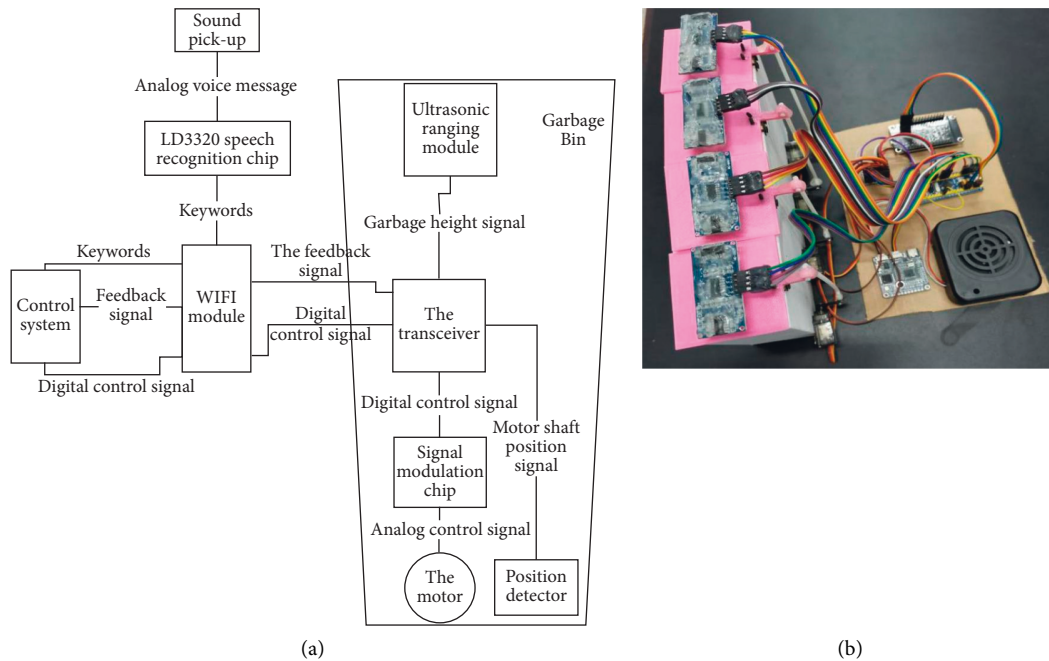 Sound
pick-up
Analog voice message
LD3320 speech
recognition chip
Keywords
Keywords
Control
system
Feedback
signal
WIFI
module
Digital control signal
The feedback
signal
Digital
control signal
Garbage
Bin
Ultrasonic
ranging
module
Garbage height signal
The
transceiver
Digital control signal
Signal
modulation
chip
Motor shaft
position
signal
Analog control signal
The
motor
Position
detector
(a)
(b)